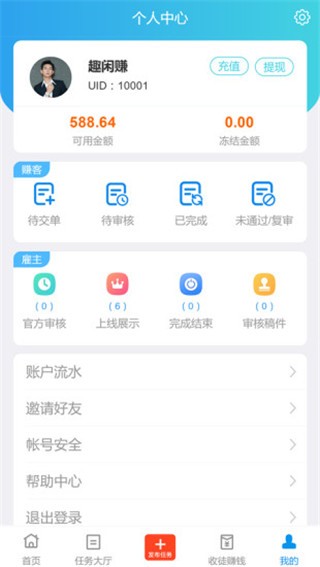 个人中心
趣闲赚
充值
提现
UID：10001
588.64
0.00
可用金额
冻结金额
赚客
待交单
待审核
已完成
未通过/复审
雇主
(0)
(6)
(0)
(0)
官方审核
上线展示
完成结束
审核稿件
账户流水
邀请好友
帐号安全
帮助中心
退出登录
首页
任务大厅
发布任务
收徒赚钱
我的